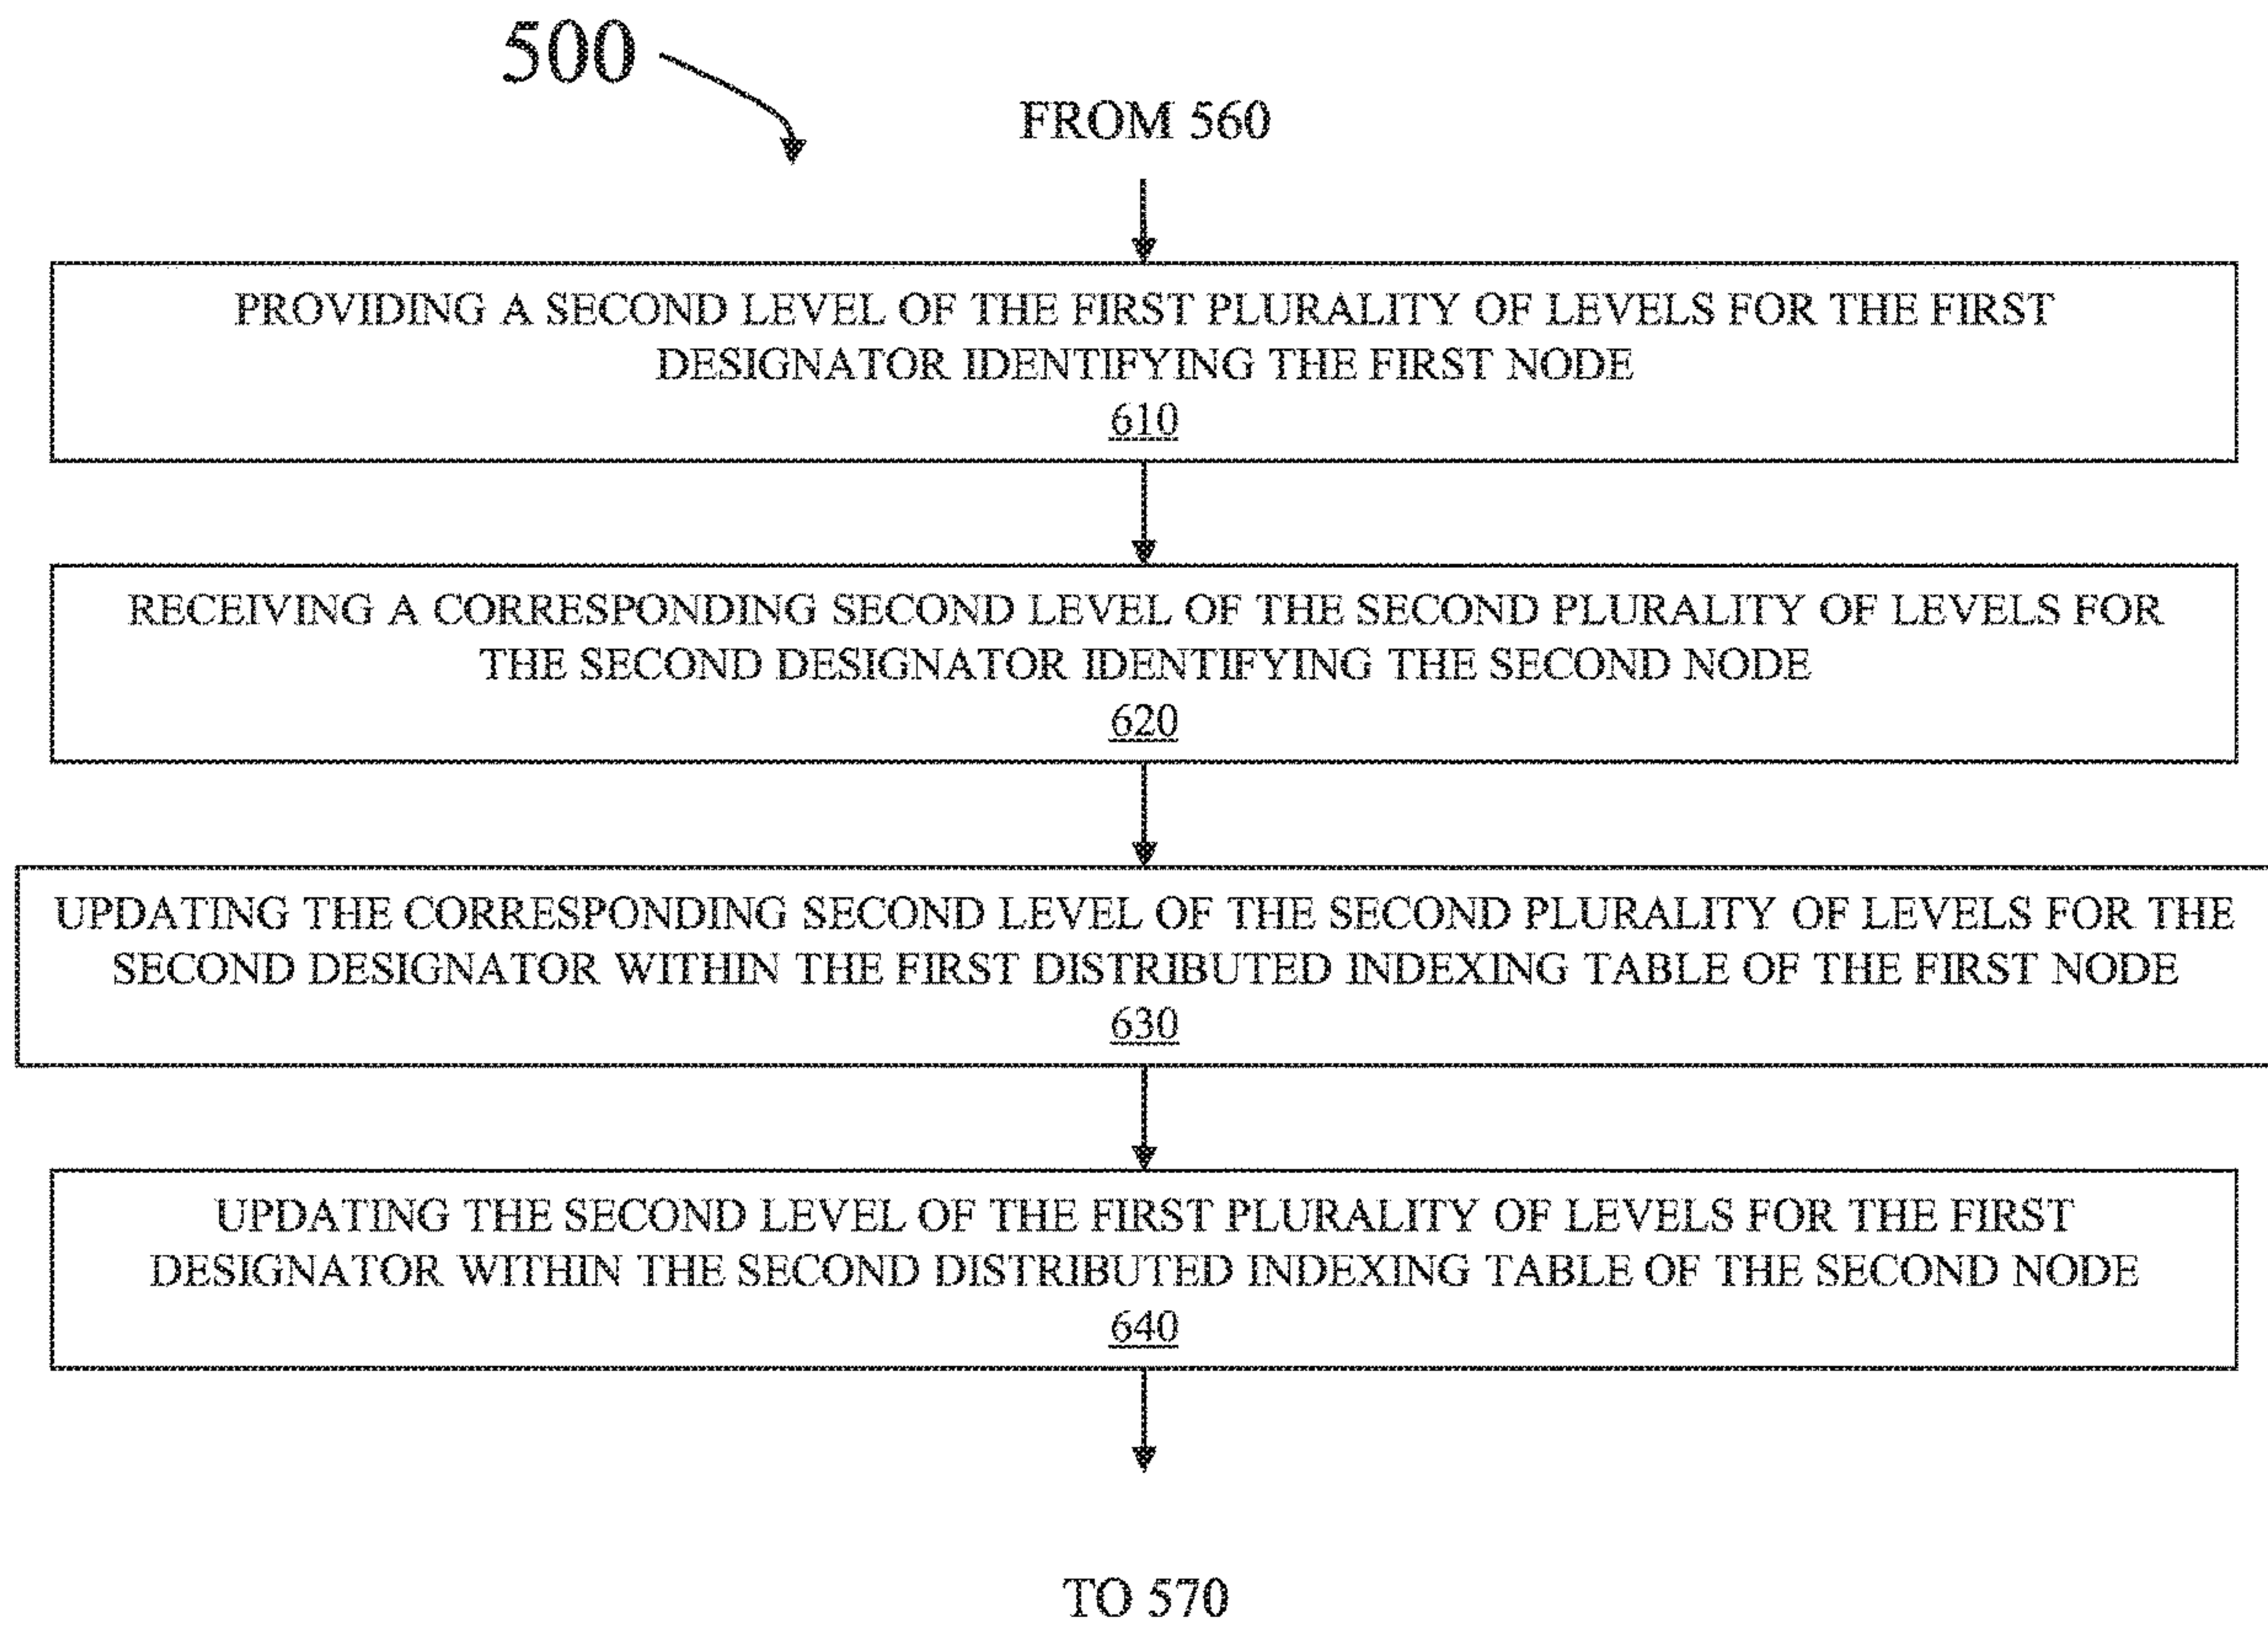 500
FROM 560
PROVIDING A SECOND LEVEL OF THE FIRST PLURALITY OF LEVELS FOR THE FIRST
DESIGNATOR IDENTIFYING THE FIRST NODE
610
RECEIVING A CORRESPONDING SECOND LEVEL OF THE SECOND PLURALITY OF LEVELS FOR
THE SECOND DESIGNATOR IDENTIFYING THE SECOND NODE
620
UPDATING THE CORRESPONDING SECOND LEVEL OF THE SECOND PLURALITY OF LEVELS FOR THE
SECOND DESIGNATOR WITHIN THE FIRST DISTRIBUTED INDEXING TABLE OF THE FIRST NODE
630
UPDATING THE SECOND LEVEL OF THE FIRST PLURALITY OF LEVELS FOR THE FIRST
DESIGNATOR WITHIN THE SECOND DISTRIBUTED INDEXING TABLE OF THE SECOND NODE
640
TO 570